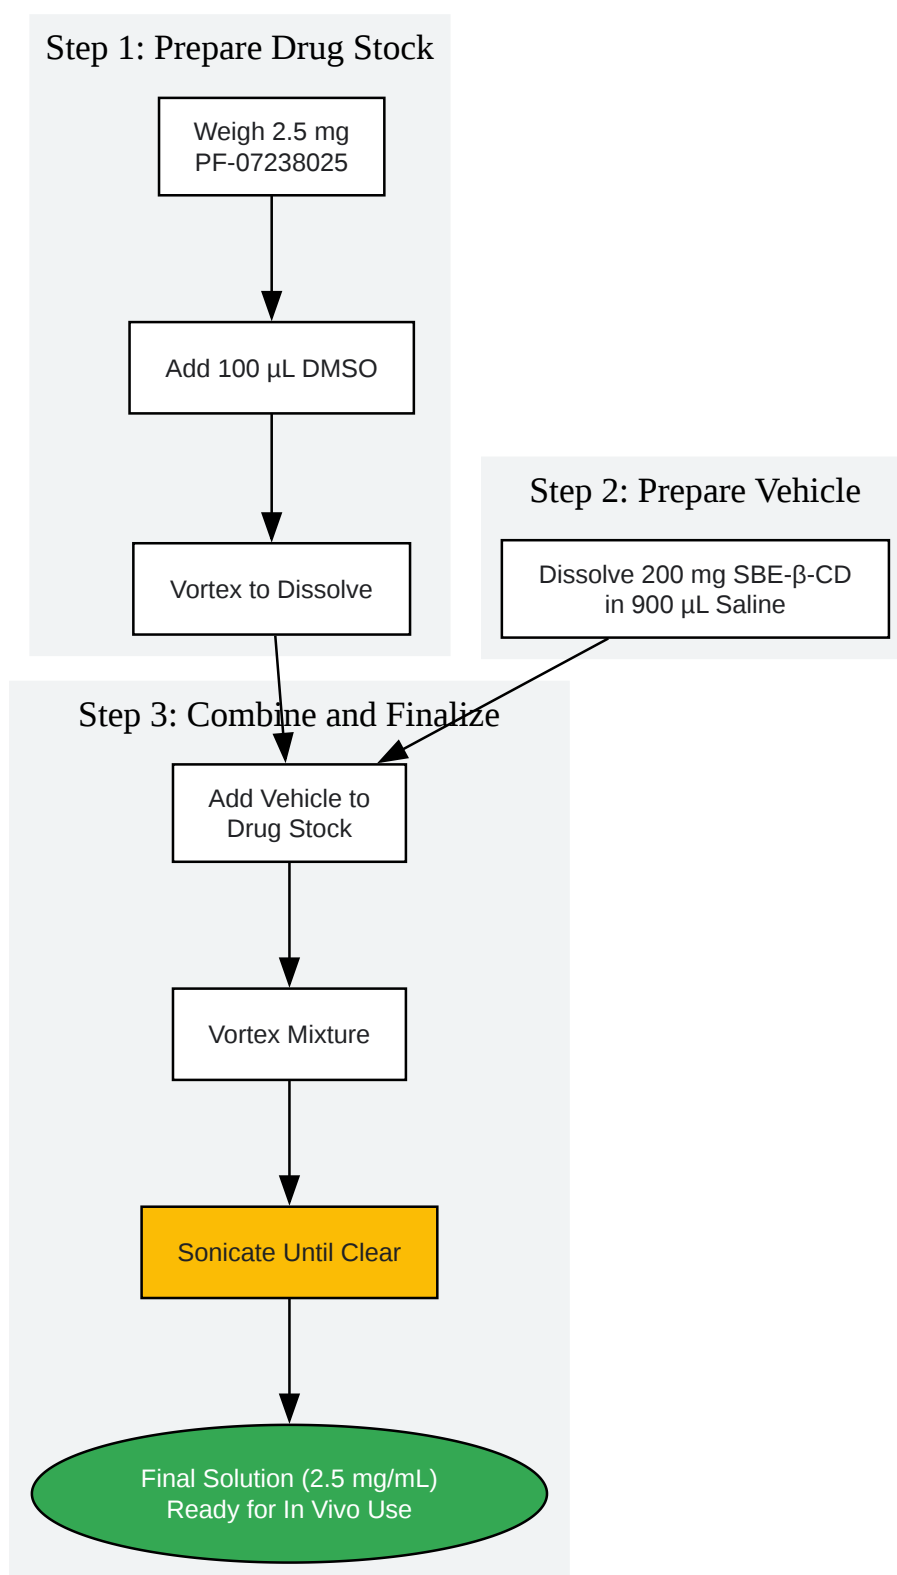 Step 1: Prepare Drug Stock
Weigh 2.5 mg
PF-07238025
Add 100 µL DMSO
Vortex to Dissolve
Step 2: Prepare Vehicle
Dissolve 200 mg SBE-β-CD
in 900 µL Saline
Step 3: Combine and Finalize
Add Vehicle to
Drug Stock
Vortex Mixture
Sonicate Until Clear
Final Solution (2.5 mg/mL)
Ready for In Vivo Use